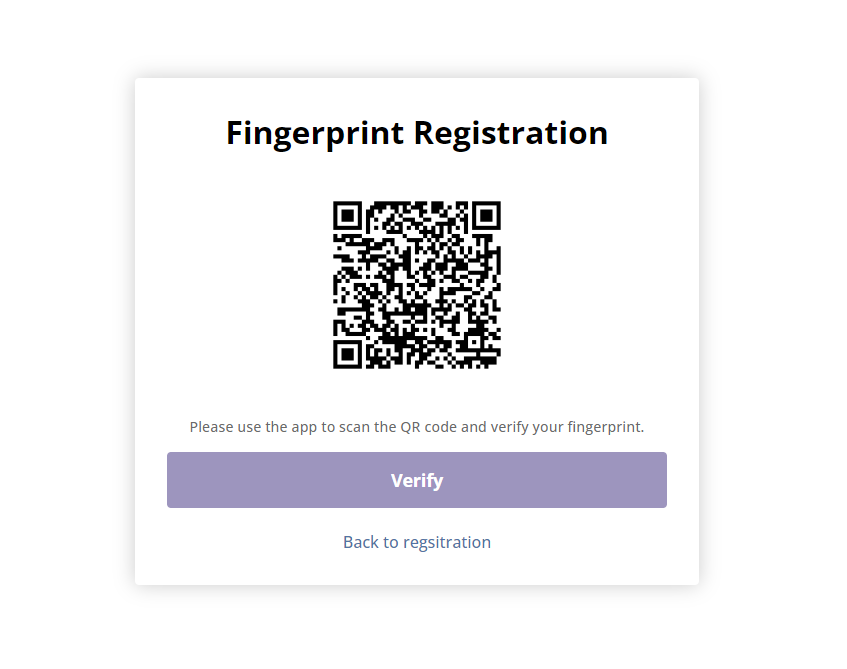 Fingerprint Registration
Please use the app to scan the QR code and verify your fingerprint.
Verify
Back to regsitration